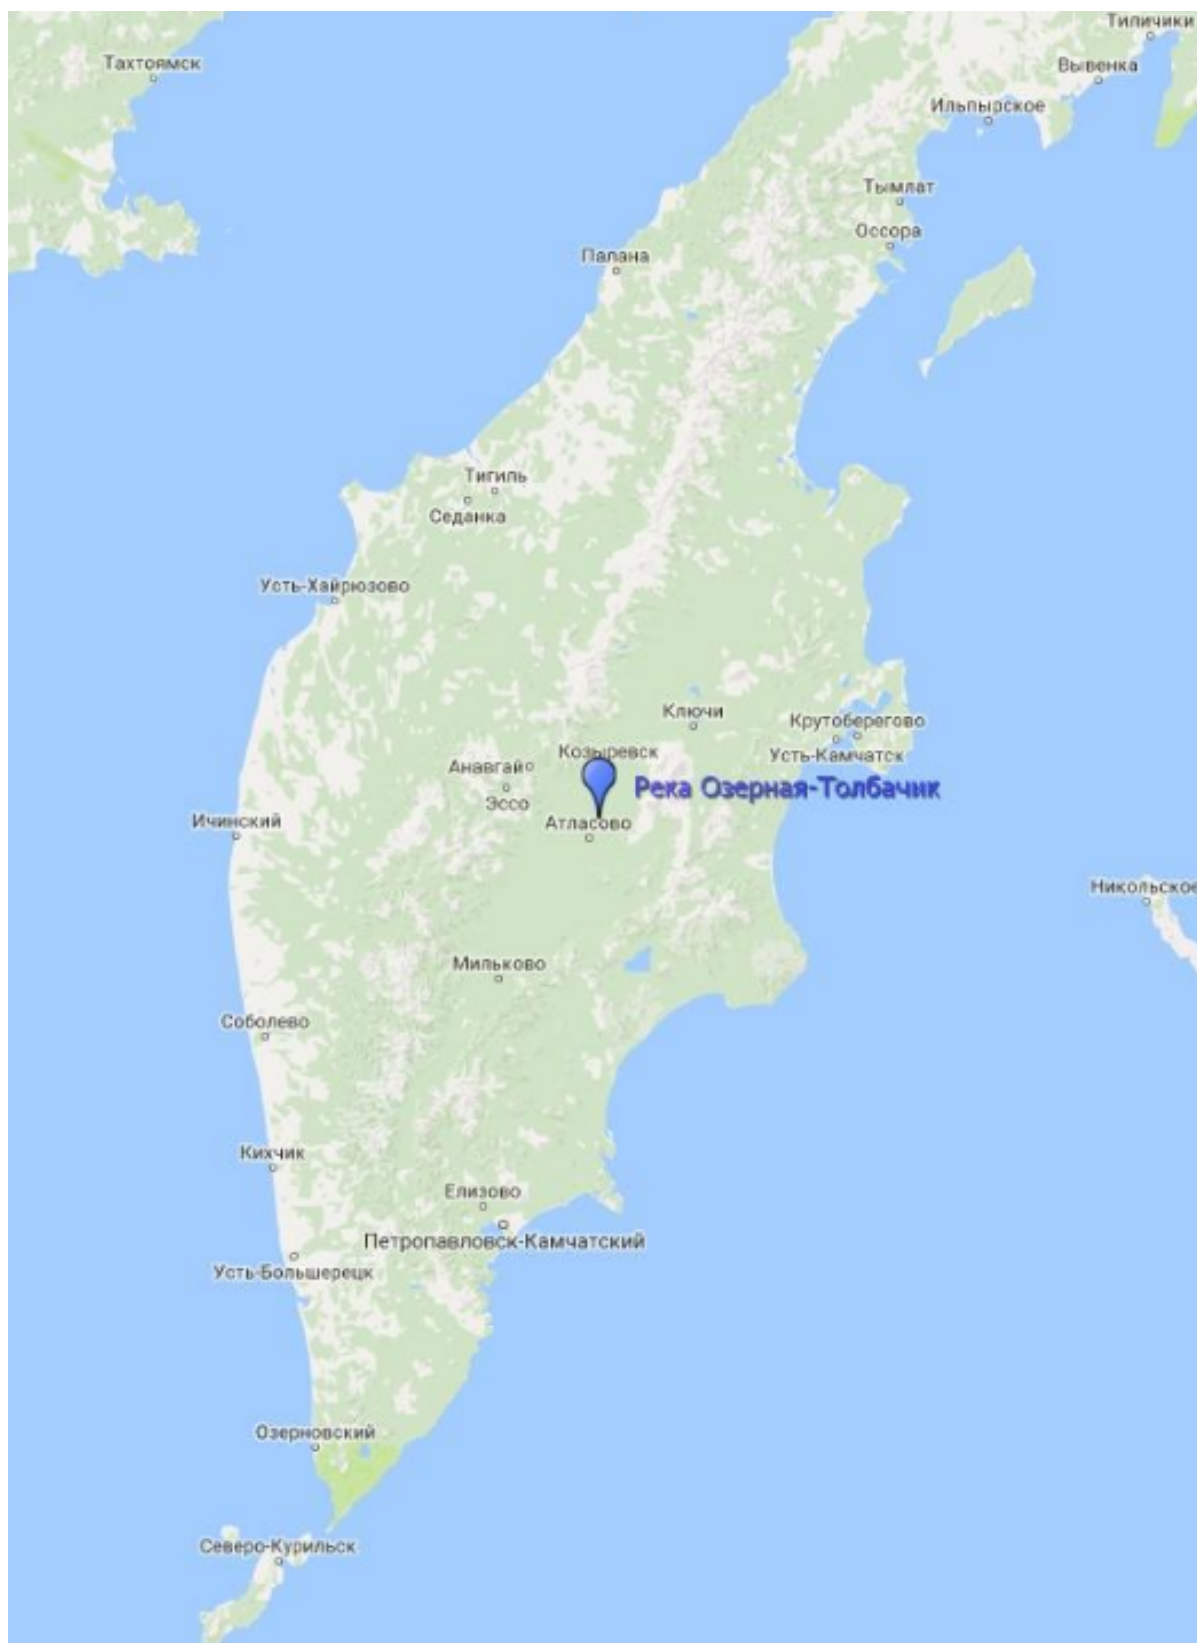 Тиличики
Тахтоямск
Вывенка
Ильпырское
Тымлат
Оссора
Палана
Тигиль
Седанка
Усть-Хайрюзово
Ключи
Крутоберегово
Козыревск
Усть-Камчатск
Анавгай
Река Озерная-Толбачик
Эссо
Ичинский
Атласово
Никольское
Мильково
Соболево
Кихчик
Елизово
Петропавловск-Камчатский
Усть-Большерецк
Озерновский
Северо-Курильск